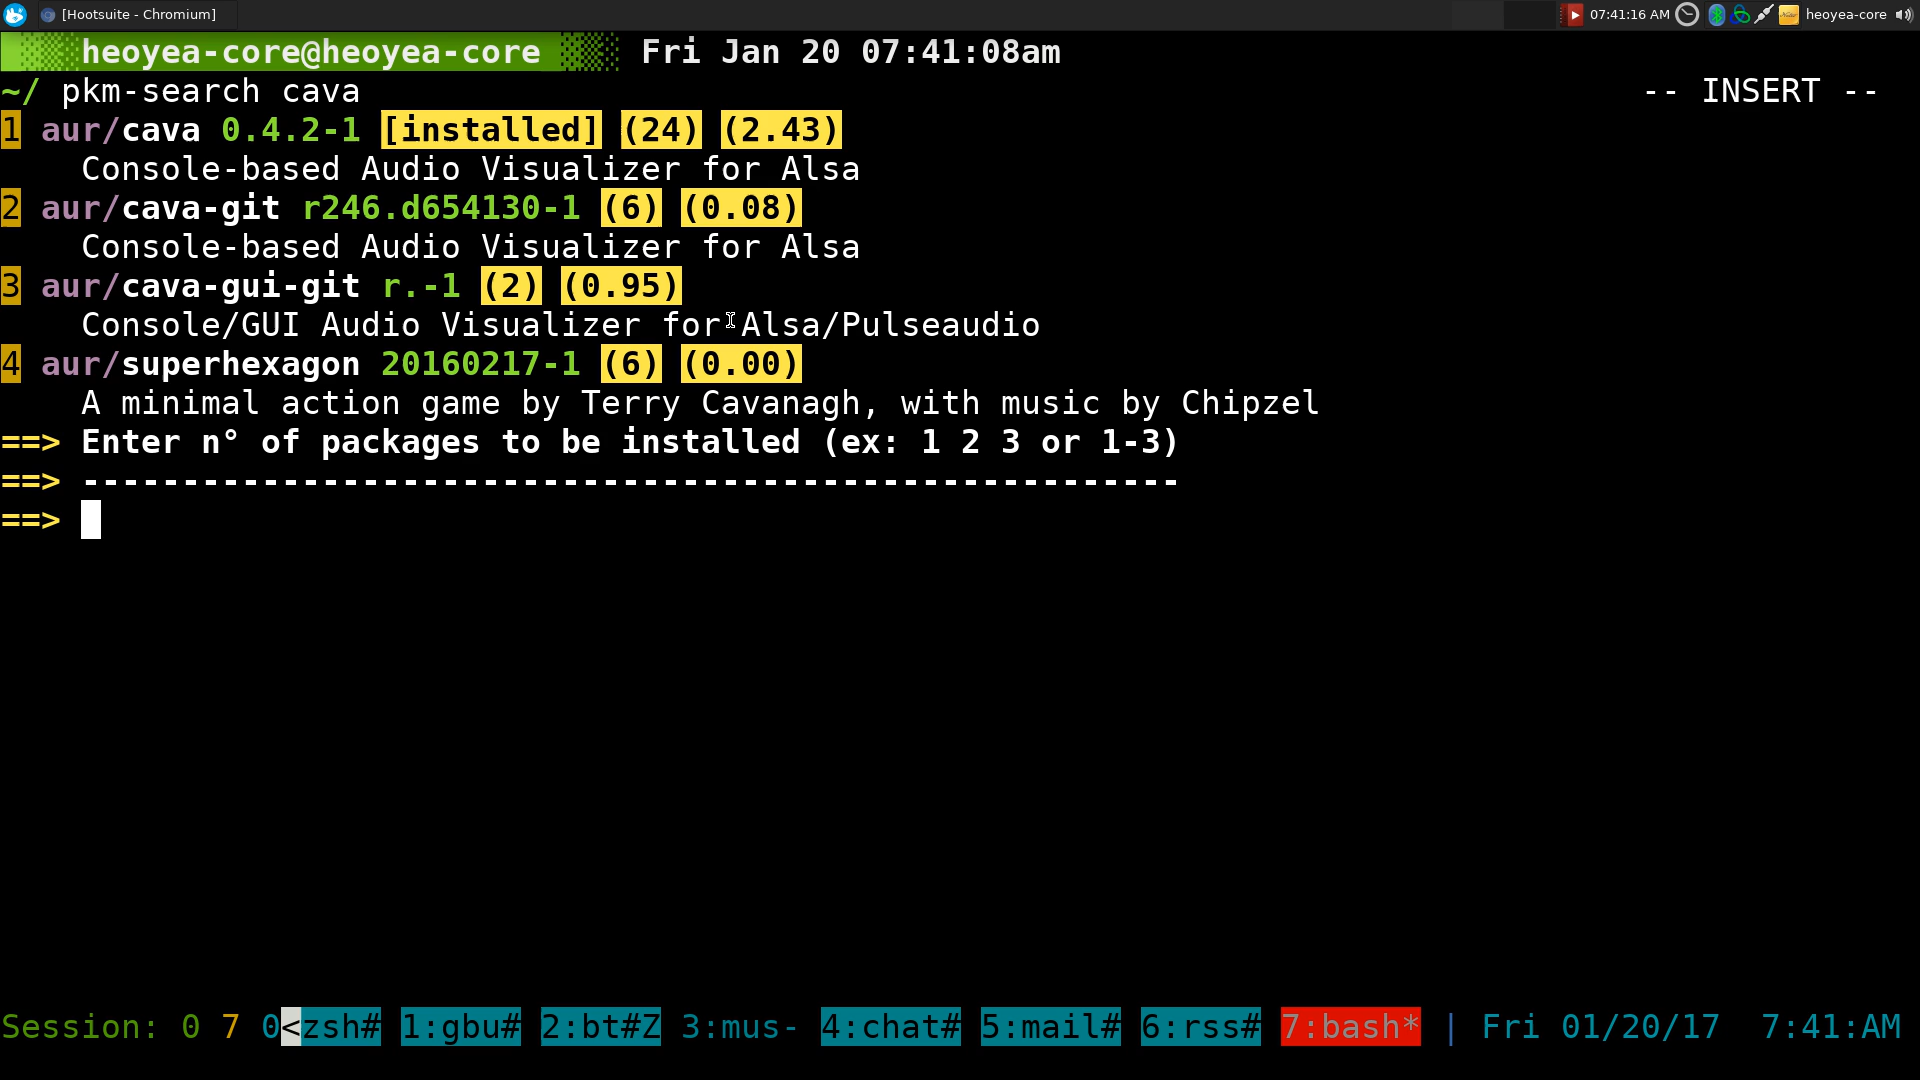 [Hootsuite - Chromium] 07:41:16 AM heoyea-core
heoyea-core@heoyea-core Fri Jan 20 07:41:08am
~/ pkm-search cava -- INSERT --
1 aur/cava 0.4.2-1 [installed] (24) (2.43)
Console-based Audio Visualizer for Alsa
2 aur/cava-git r246.d654130-1 (6) (0.08)
Console-based Audio Visualizer for Alsa
3 aur/cava-gui-git r.-1 (2) (0.95)
Console/GUI Audio Visualizer for Alsa/Pulseaudio
4 aur/superhexagon 20160217-1 (6) (0.00)
A minimal action game by Terry Cavanagh, with music by Chipzel
==> Enter n° of packages to be installed (ex: 1 2 3 or 1-3)
==> -------------------------------------------------------
==>
Session: 0 7 0<zsh# 1:gbu# 2:bt#Z 3:mus- 4:chat# 5:mail# 6:rss# 7:bash* | Fri 01/20/17 7:41:AM